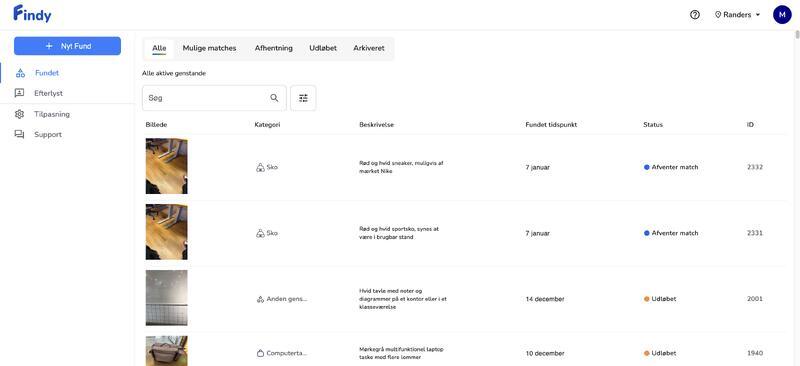 Findy
Randers
M
Nyt Fund
Fundet
Efterlyst
Tilpasning
Support
Alle Mulige matches Afhentning Udløbet Arkiveret
Alle aktive genstande
Søg
Billede Kategori Beskrivelse Fundet tidspunkt Status ID
Sko
Rød og hvid sneaker, muligvis af
mærket Nike
7 januar
Afventer match
2332
Sko
Rød og hvid sportsko, synes at
være i brugbar stand
7 januar
Afventer match
2331
Anden gens...
Hvid tavle med noter og
diagrammer på et kontor eller i et
klasseværelse
14 december
Udløbet
2001
Computerta...
Mørkegrå multifunktionel laptop
taske med flere lommer
10 december
Udløbet
1940